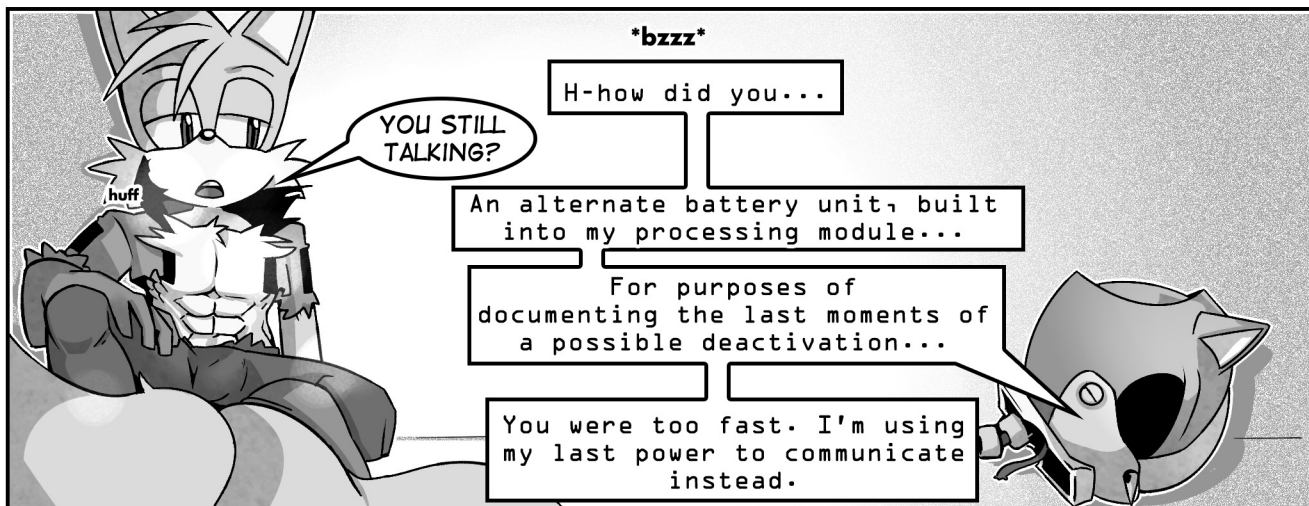 *bzzz*
H-how did you...
YOU STILL
TALKING?
huff
An alternate battery unit, built
into my processing module...
For purposes of
documenting the last moments of
a possible deactivation...
You were too fast. I'm using
my last power to communicate
instead.